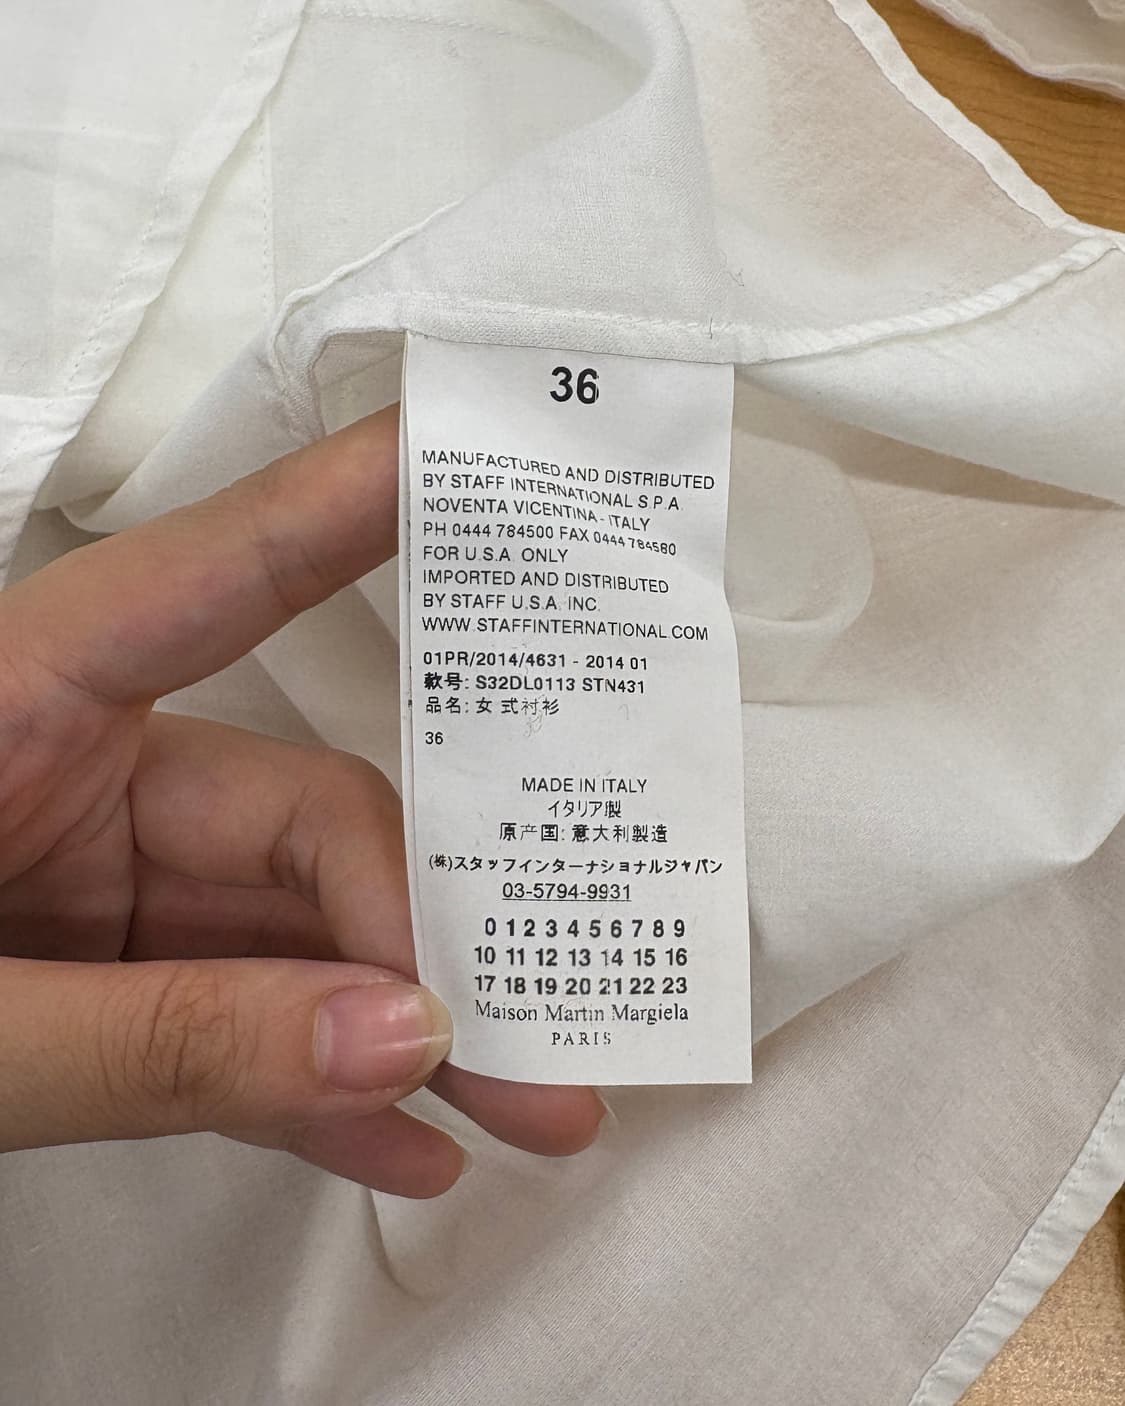 36
MANUFACTURED AND DISTRIBUTED
BY STAFF INTERNATIONAL S.P.A.
NOVENTA VICENTINA - ITALY
PH 0444 784500 FAX 0444 784580
FOR U.S.A. ONLY
IMPORTED AND DISTRIBUTED
BY STAFF U.S.A. INC.
WWW.STAFFINTERNATIONAL.COM
01PR/2014/4631 - 2014 01
款号: S32DL0113 STN431
品名: 女 式衬衫
36
MADE IN ITALY
イタリア製
原产国: 意大利製造
(株)スタッフインターナショナルジャパン
03-5794-9931
0 1 2 3 4 5 6 7 8 9
10 11 12 13 14 15 16
17 18 19 20 21 22 23
Maison Martin Margiela
PARIS